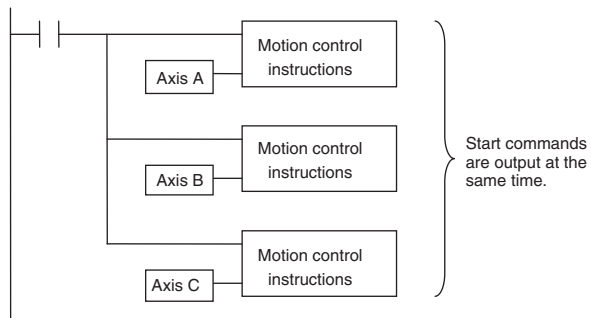 Motion control
instructions
Axis A
Motion control
instructions
Axis B
Start commands
are output at the
same time.
Motion control
instructions
Axis C